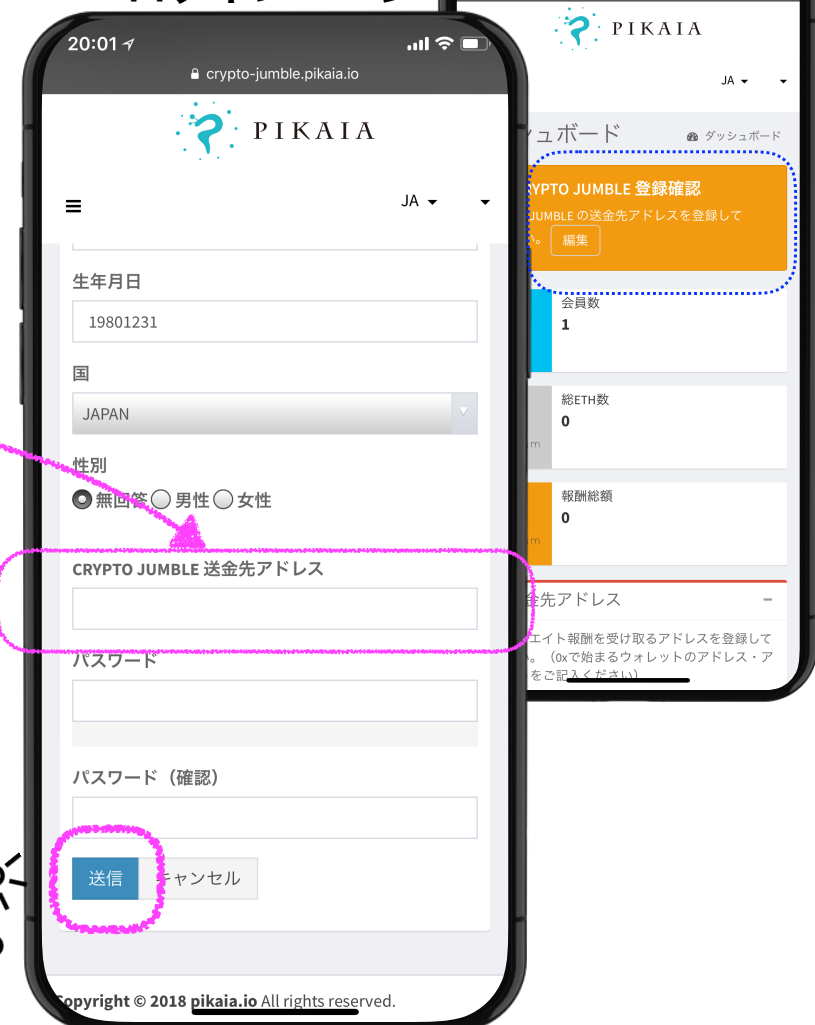 20:01
crypto-jumble.pikaia.io
PIKAIA
JA
生年月日
19801231
国
JAPAN
性別
無回答 男性 女性
CRYPTO JUMBLE 送金先アドレス
パスワード
パスワード（確認）
送信 キャンセル
Copyright © 2018 pikaia.io All rights reserved.
PIKAIA
JA
ュボード
ダッシュボード
YPTO JUMBLE 登録確認
JUMBLE の送金先アドレスを登録して
い。 編集
会員数
1
総ETH数
0
m
報酬総額
0
m
金先アドレス
エイト報酬を受け取るアドレスを登録して
い。（0xで始まるウォレットのアドレス・ア
をご記入ください）